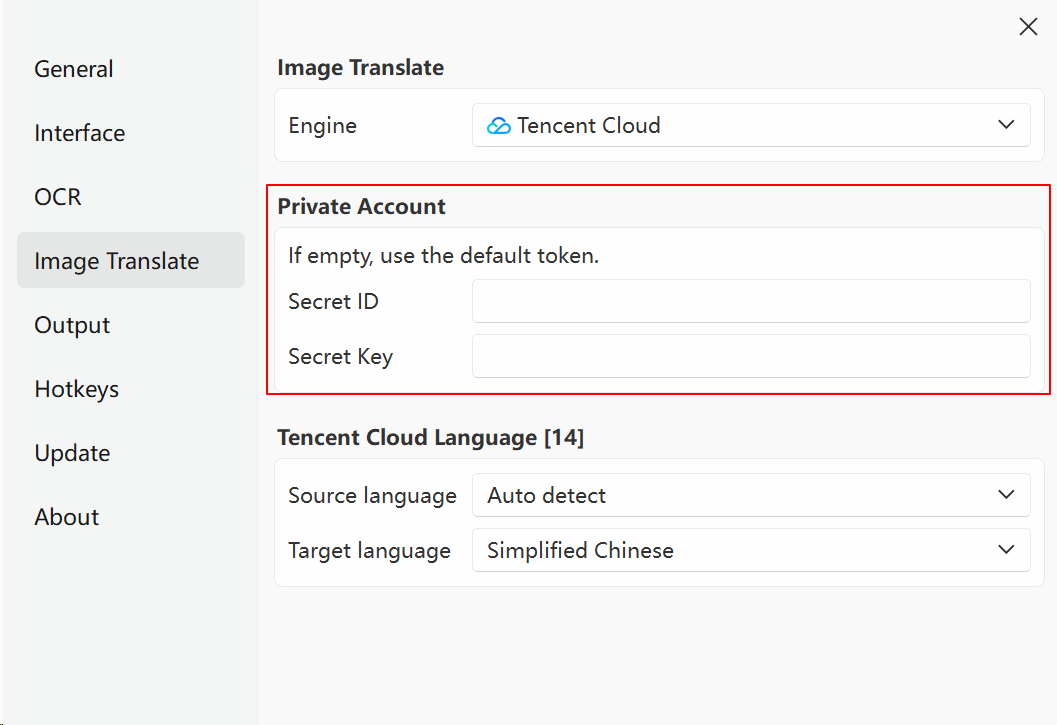 General
Interface
OCR
Image Translate
Output
Hotkeys
Update
About
Image Translate
Engine Tencent Cloud
Private Account
If empty, use the default token.
Secret ID
Secret Key
Tencent Cloud Language [14]
Source language Auto detect
Target language Simplified Chinese